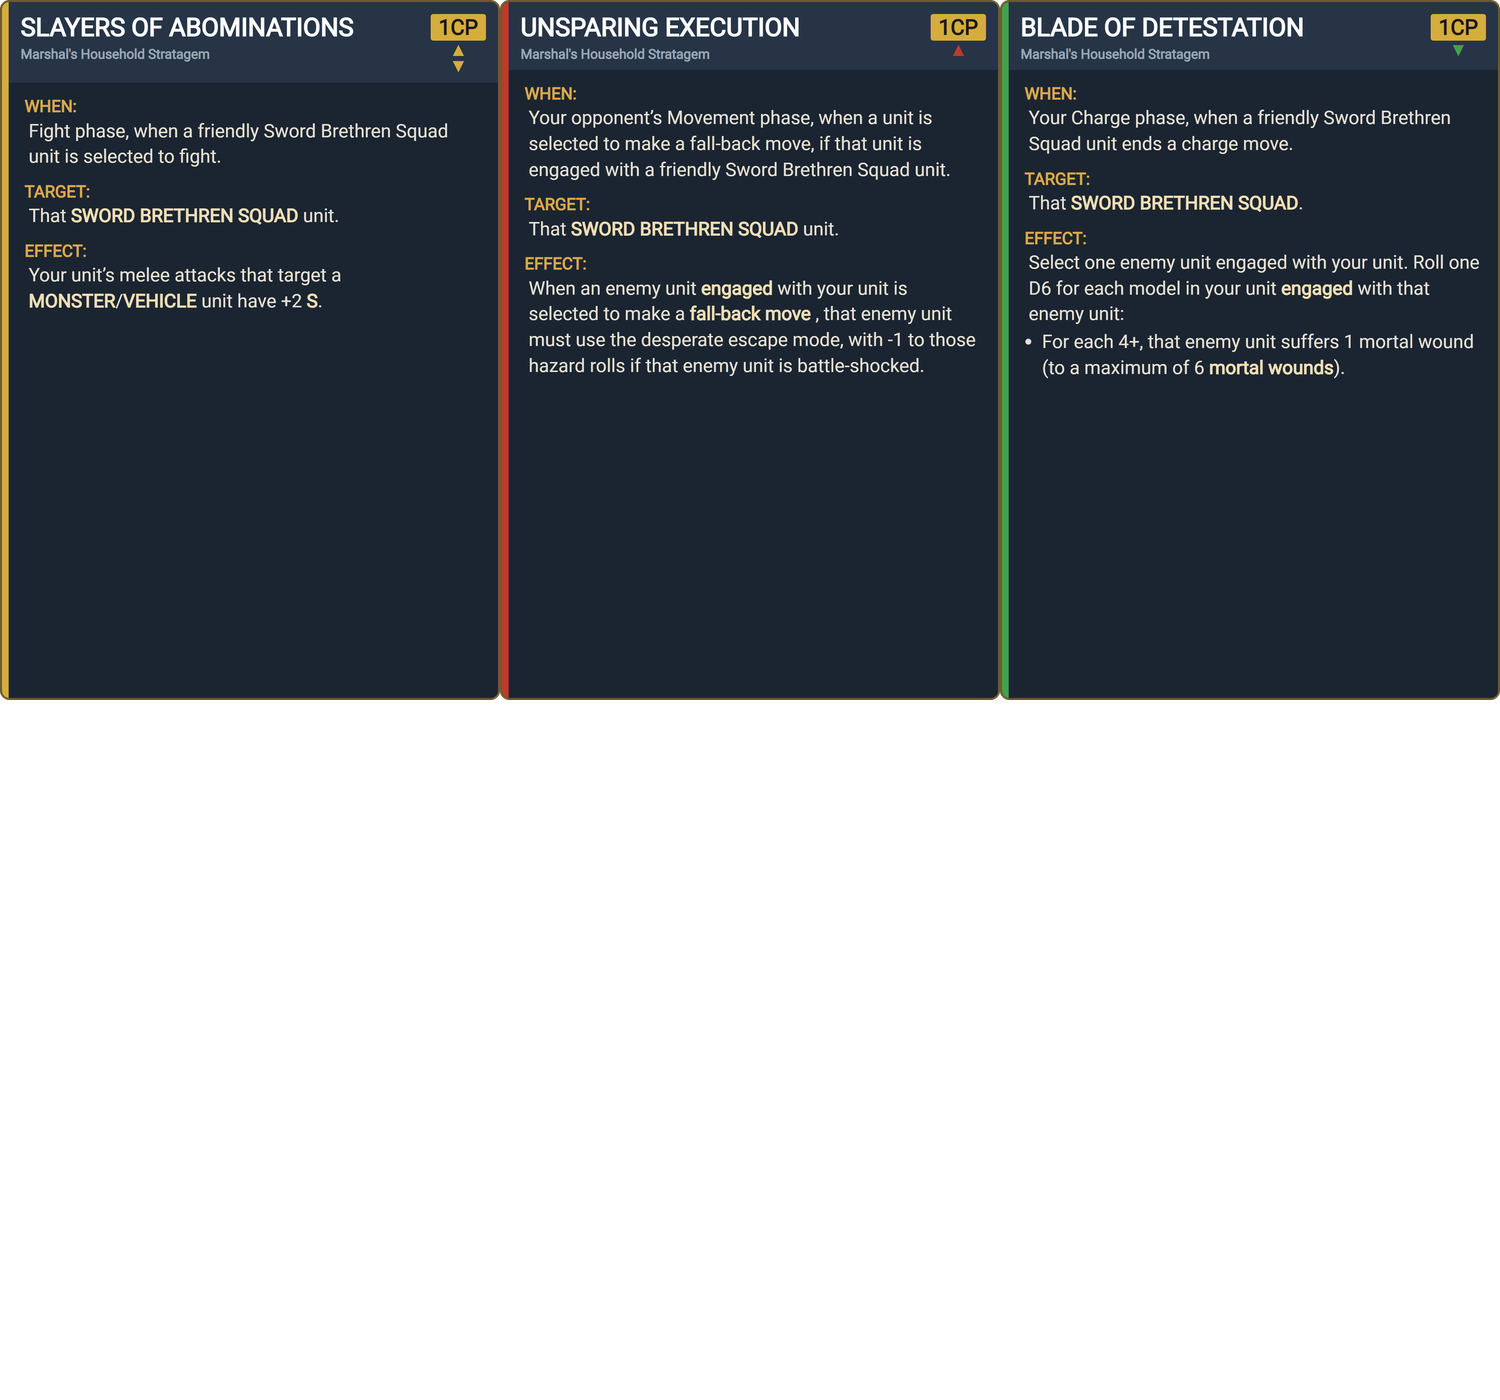 SLAYERS OF ABOMINATIONS
1CP
Marshal's Household Stratagem
WHEN:
Fight phase, when a friendly Sword Brethren Squad
unit is selected to fight.
TARGET:
That SWORD BRETHREN SQUAD unit.
EFFECT:
Your unit’s melee attacks that target a
MONSTER/VEHICLE unit have +2 S.
UNSPARING EXECUTION
1CP
Marshal's Household Stratagem
WHEN:
Your opponent’s Movement phase, when a unit is
selected to make a fall-back move, if that unit is
engaged with a friendly Sword Brethren Squad unit.
TARGET:
That SWORD BRETHREN SQUAD unit.
EFFECT:
When an enemy unit engaged with your unit is
selected to make a fall-back move , that enemy unit
must use the desperate escape mode, with -1 to those
hazard rolls if that enemy unit is battle-shocked.
BLADE OF DETESTATION
1CP
Marshal's Household Stratagem
WHEN:
Your Charge phase, when a friendly Sword Brethren
Squad unit ends a charge move.
TARGET:
That SWORD BRETHREN SQUAD.
EFFECT:
Select one enemy unit engaged with your unit. Roll one
D6 for each model in your unit engaged with that
enemy unit:
• For each 4+, that enemy unit suffers 1 mortal wound
(to a maximum of 6 mortal wounds).